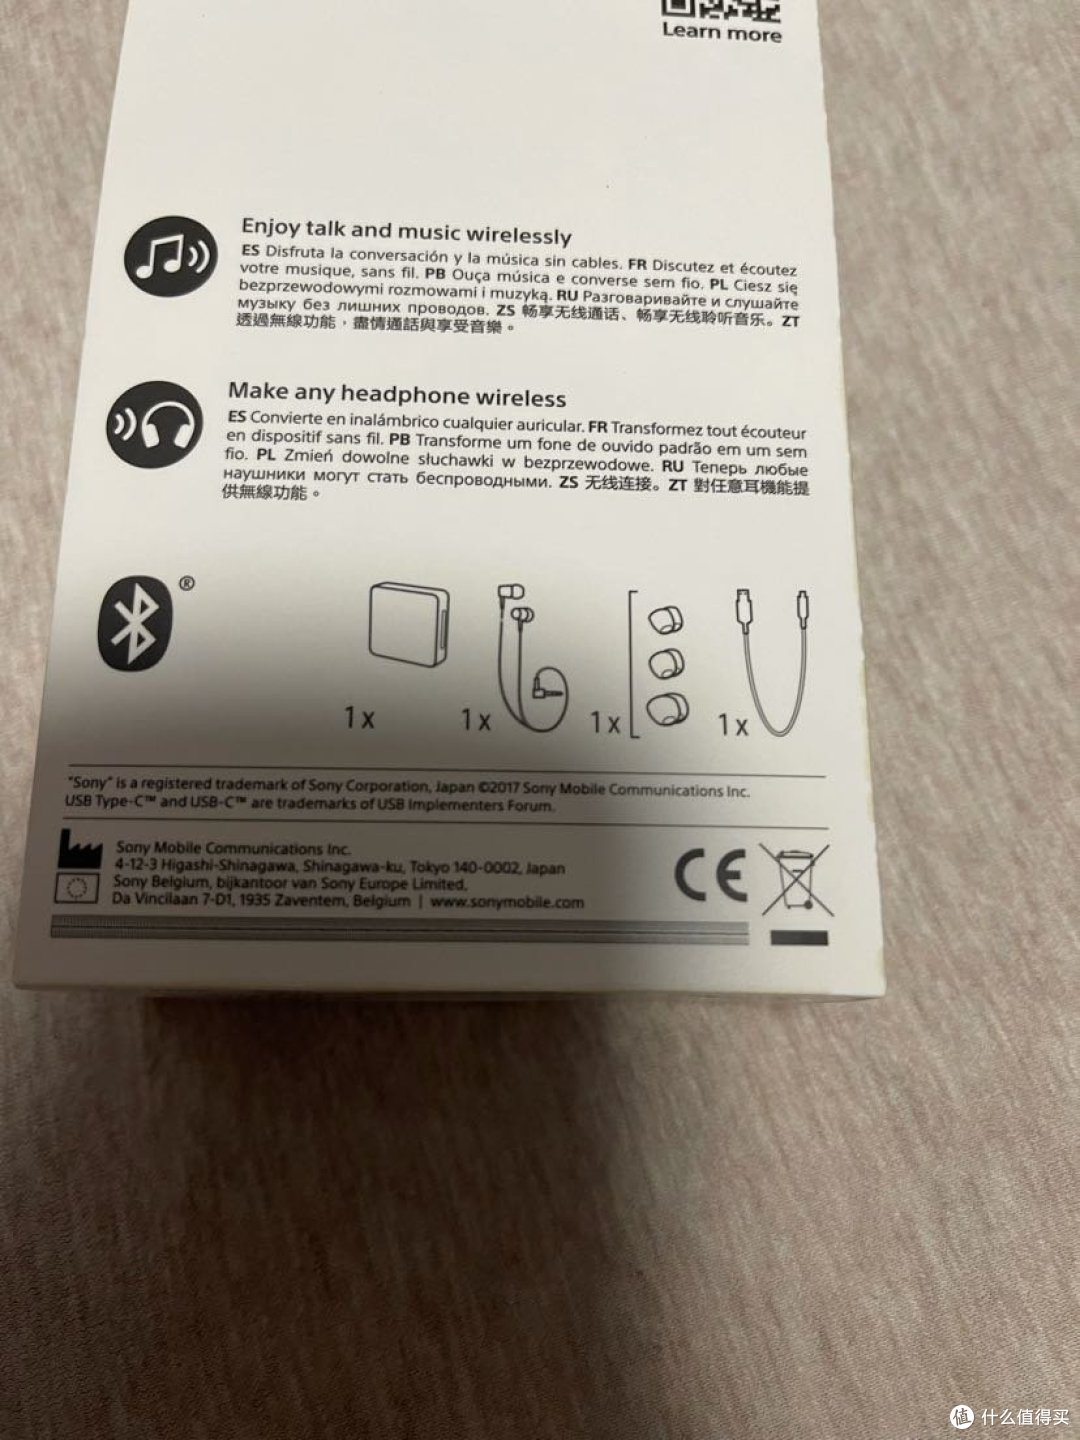 Learn more
Enjoy talk and music wirelessly
ES Disfruta la conversación y la música sin cables. FR Discutez et écoutez
votre musique, sans fil. PB Ouça música e converse sem fio. PL Ciesz się
bezprzewodowymi rozmowami i muzyką. RU Разговаривайте и слушайте
музыку без лишних проводов. ZS 畅享无线通话、畅享无线聆听音乐。ZT
透過無線功能，盡情通話與享受音樂。
Make any headphone wireless
ES Convierte en inalámbrico cualquier auricular. FR Transformez tout écouteur
en dispositif sans fil. PB Transforme um fone de ouvido padrão em um sem
fio. PL Zmień dowolne słuchawki w bezprzewodowe. RU Теперь любые
наушники могут стать беспроводными. ZS 无线连接。ZT 對任意耳機能提
供無線功能。
®
1x 1x 1x 1x
"Sony" is a registered trademark of Sony Corporation, Japan ©2017 Sony Mobile Communications Inc.
USB Type-C™ and USB-C™ are trademarks of USB Implementers Forum.
Sony Mobile Communications Inc.
4-12-3 Higashi-Shinagawa, Shinagawa-ku, Tokyo 140-0002, Japan
Sony Belgium, bijkantoor van Sony Europe Limited,
Da Vincilaan 7-D1, 1935 Zaventem, Belgium | www.sonymobile.com
CE
值 什么值得买